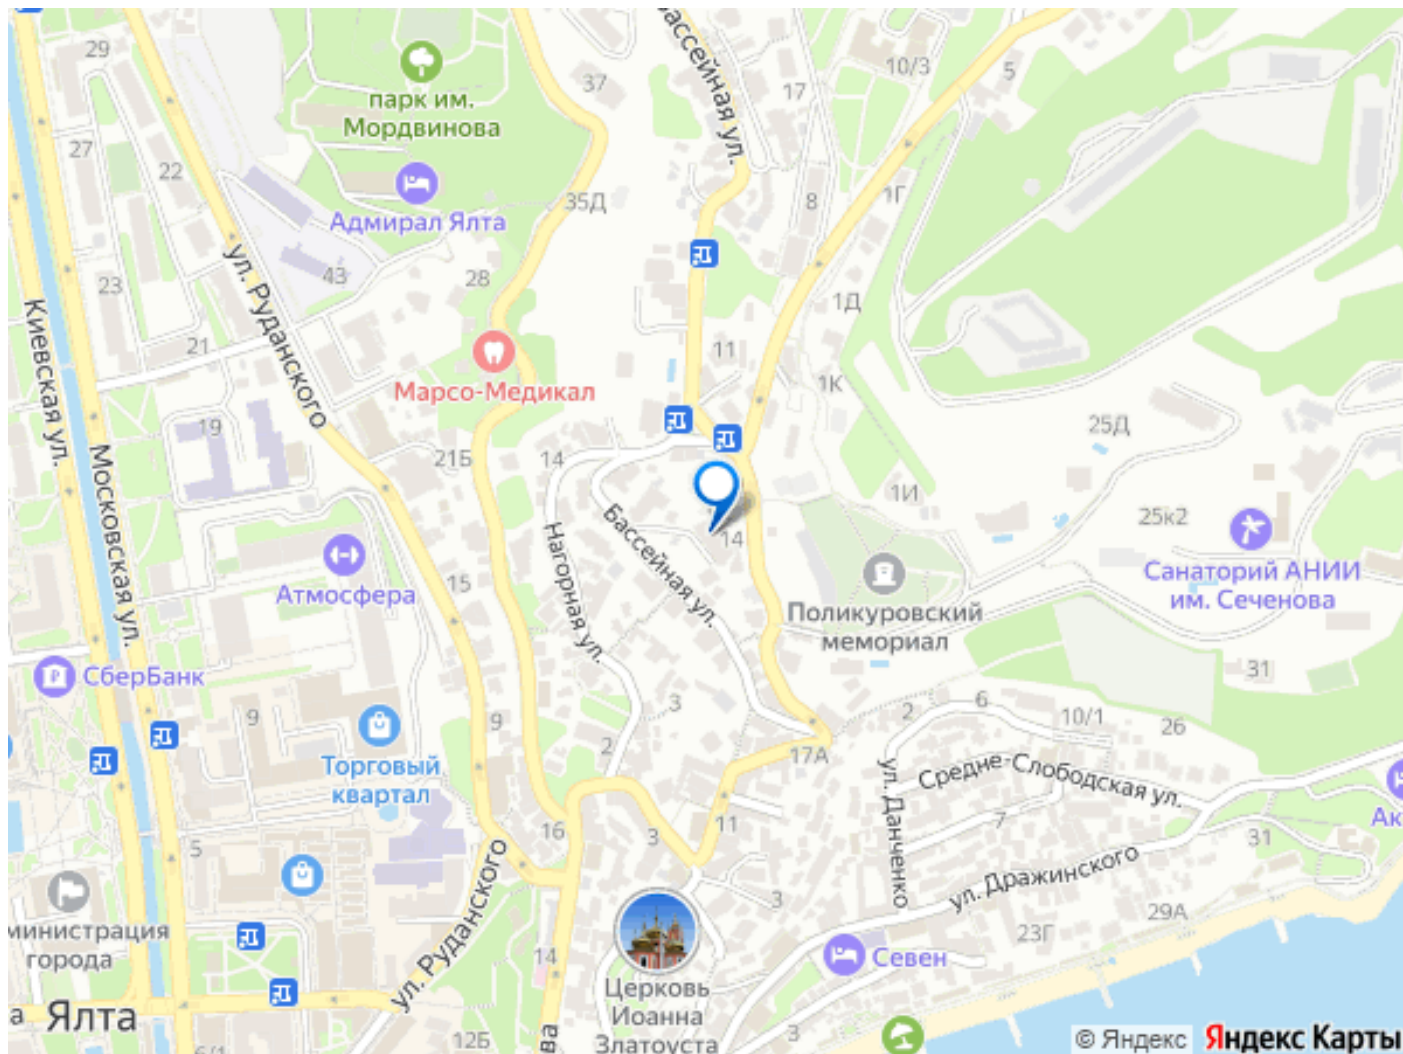 29
парк им.
Мордвинова
37
Бассейная ул.
17
10/3
5
27
22
Адмирал Ялта
35Д
8
1Г
ул. Руданского
43
28
23
1Д
Киевская ул.
21
11
Марсо-Медикал
1К
19
Московская ул.
21Б
14
25Д
1И
Бассейная ул.
14
25к2
Нагорная ул.
Санаторий АНИИ
им. Сеченова
Атмосфера
15
Поликуровский
мемориал
СберБанк
31
9
9
3
2
6
10/1
26
2
17А
Торговый
квартал
ул. Данченко
Средне-Слободская ул.
Ак
16
3
11
7
5
31
ул. Дражинского
3
министрация
города
ул. Руданского
29А
23Г
14
Севен
Церковь
Иоанна
Златоуста
а Ялта
12Б
ва
3
6/1
© Яндекс Яндекс Карты